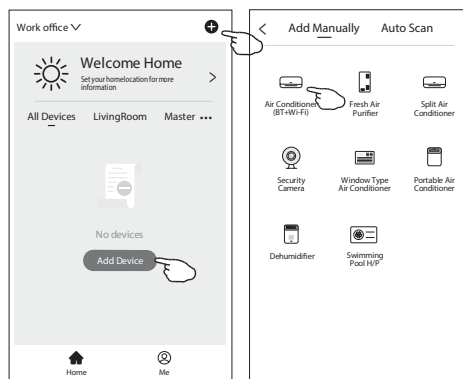 Work office
Welcome Home
Set your home location for more
information
All Devices LivingRoom Master •••
No devices
Add Device
Home Me
< Add Manually Auto Scan
Air Conditioner
(BT+Wi-Fi)
Fresh Air
Purifier
Split Air
Conditioner
Security
Camera
Window Type
Air Conditioner
Portable Air
Conditioner
Dehumidifier
Swimming
Pool H/P